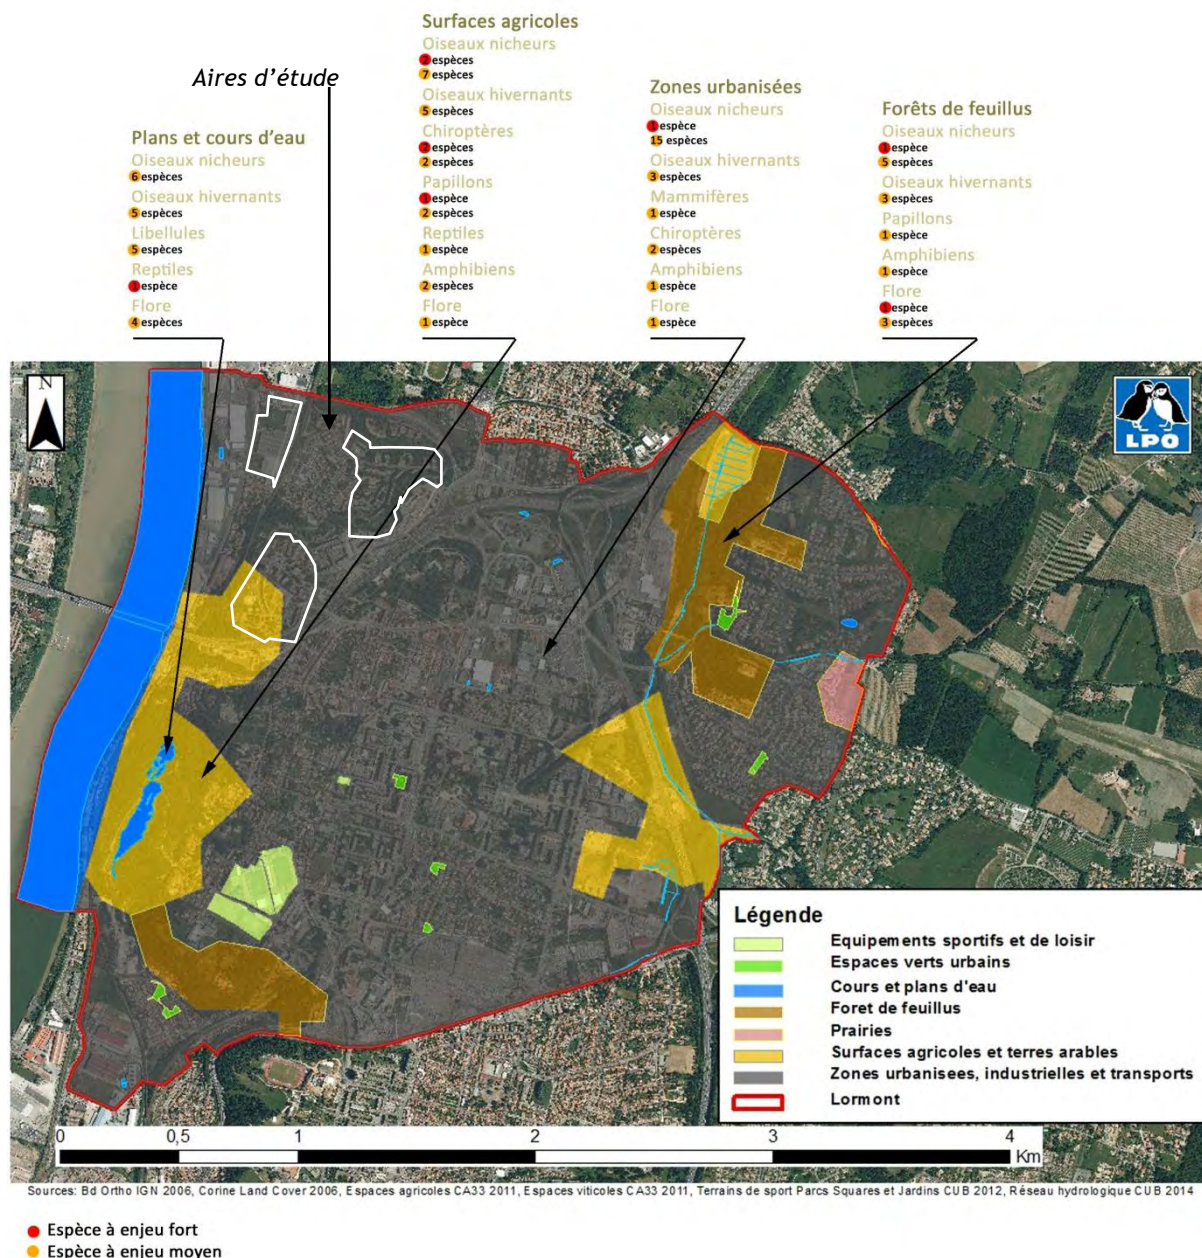 Aires d'étude
Plans et cours d'eau
Oiseaux nicheurs
6 espèces
Oiseaux hivernants
5 espèces
Libellules
5 espèces
Reptiles
1 espèce
Flore
4 espèces
Surfaces agricoles
Oiseaux nicheurs
2 espèces
7 espèces
Oiseaux hivernants
5 espèces
Chiroptères
2 espèces
2 espèces
Papillons
1 espèce
2 espèces
Reptiles
1 espèce
Amphibiens
2 espèces
Flore
1 espèce
Zones urbanisées
Oiseaux nicheurs
1 espèce
15 espèces
Oiseaux hivernants
3 espèces
Mammifères
1 espèce
Chiroptères
2 espèces
Amphibiens
1 espèce
Flore
1 espèce
Forêts de feuillus
Oiseaux nicheurs
1 espèce
5 espèces
Oiseaux hivernants
3 espèces
Papillons
1 espèce
Amphibiens
1 espèce
Flore
1 espèce
3 espèces
N
LPO
Légende
Equipements sportifs et de loisir
Espaces verts urbains
Cours et plans d'eau
Foret de feuillus
Prairies
Surfaces agricoles et terres arables
Zones urbanisees, industrielles et transports
Lormont
0 0,5 1 2 3 4
Km
Sources: Bd Ortho IGN 2006, Corine Land Cover 2006, Espaces agricoles CA33 2011, Espaces viticoles CA33 2011, Terrains de sport Parcs Squares et Jardins CUB 2012, Réseau hydrologique CUB 2014
Espèce à enjeu fort
Espèce à enjeu moyen